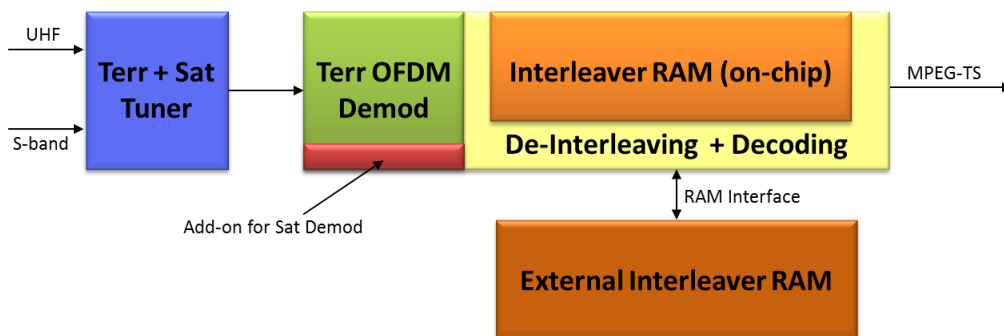 UHF
S-band
Terr + Sat
Tuner
Terr OFDM
Demod
Add-on for Sat Demod
Interleaver RAM (on-chip)
De-Interleaving + Decoding
MPEG-TS
RAM Interface
External Interleaver RAM